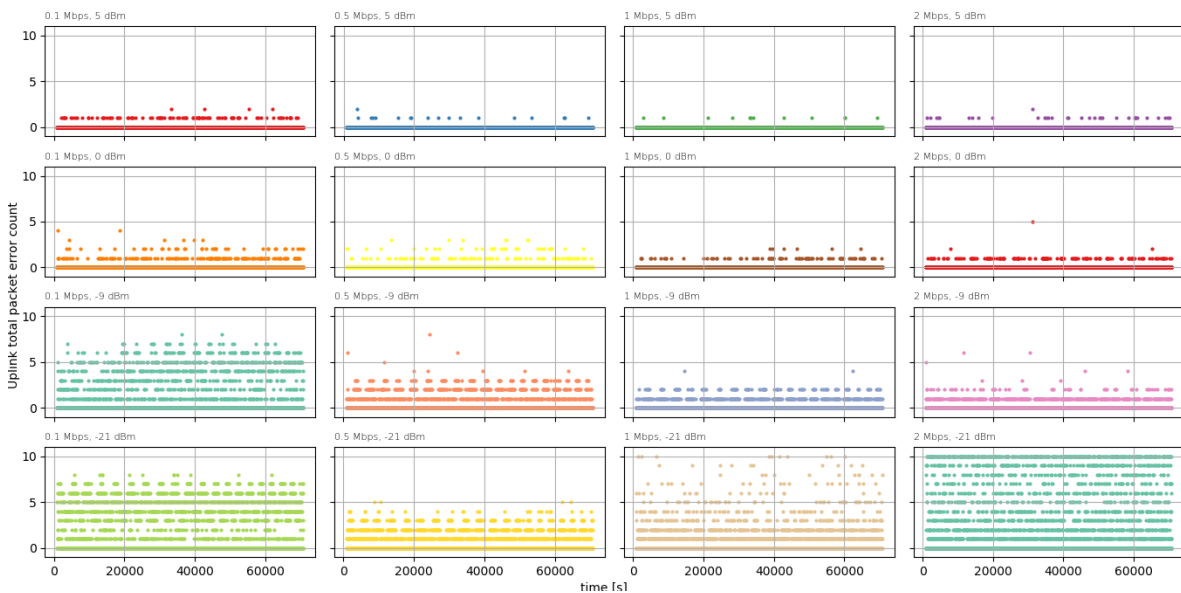 0.1 Mbps, 5 dBm
0.5 Mbps, 5 dBm
1 Mbps, 5 dBm
2 Mbps, 5 dBm
10
5
0
0.1 Mbps, 0 dBm
0.5 Mbps, 0 dBm
1 Mbps, 0 dBm
2 Mbps, 0 dBm
10
5
0
Uplink total packet error count
0.1 Mbps, -9 dBm
0.5 Mbps, -9 dBm
1 Mbps, -9 dBm
2 Mbps, -9 dBm
10
5
0
0.1 Mbps, -21 dBm
0.5 Mbps, -21 dBm
1 Mbps, -21 dBm
2 Mbps, -21 dBm
10
5
0
0 20000 40000 60000
0 20000 40000 60000
0 20000 40000 60000
0 20000 40000 60000
time [s]